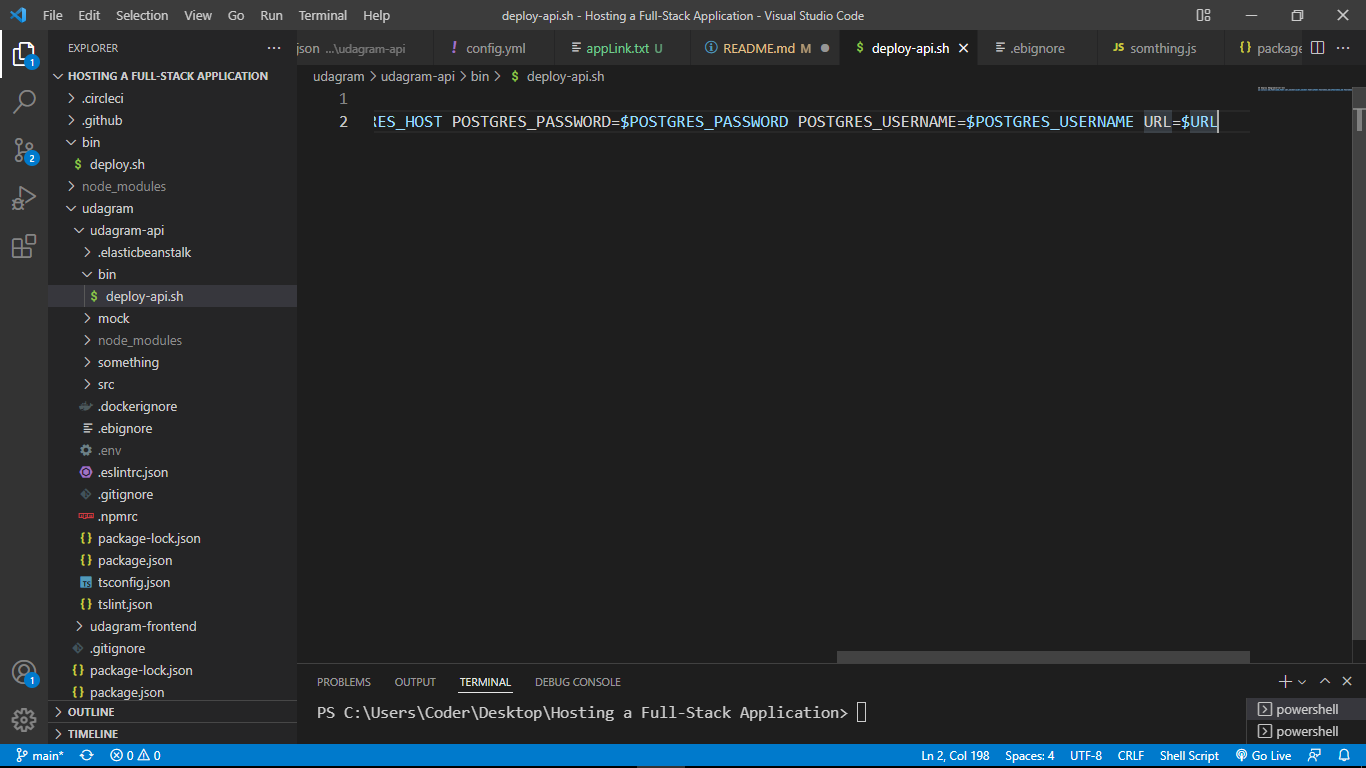 File Edit Selection View Go Run Terminal Help deploy-api.sh - Hosting a Full-Stack Application - Visual Studio Code
EXPLORER
json ...\udagram-api ! config.yml M appLink.txt U README.md M deploy-api.sh .ebignore JS somthing.js {} package
HOSTING A FULL-STACK APPLICATION
udagram > udagram-api > bin > $ deploy-api.sh
.circleci
.github
bin
$ deploy.sh
node_modules
udagram
udagram-api
.elasticbeanstalk
bin
$ deploy-api.sh
mock
node_modules
something
src
.dockerignore
.ebignore
.env
.eslintrc.json
.gitignore
npm .npmrc
{} package-lock.json
{} package.json
TS tsconfig.json
{} tslint.json
udagram-frontend
.gitignore
{} package-lock.json
{} package.json
OUTLINE
TIMELINE
1
2 RES_HOST POSTGRES_PASSWORD=$POSTGRES_PASSWORD POSTGRES_USERNAME=$POSTGRES_USERNAME URL=$URL
PROBLEMS OUTPUT TERMINAL DEBUG CONSOLE
PS C:\Users\Coder\Desktop\Hosting a Full-Stack Application>
powershell
powershell
1
2
1
main* 0 0 Ln 2, Col 198 Spaces: 4 UTF-8 CRLF Shell Script Go Live